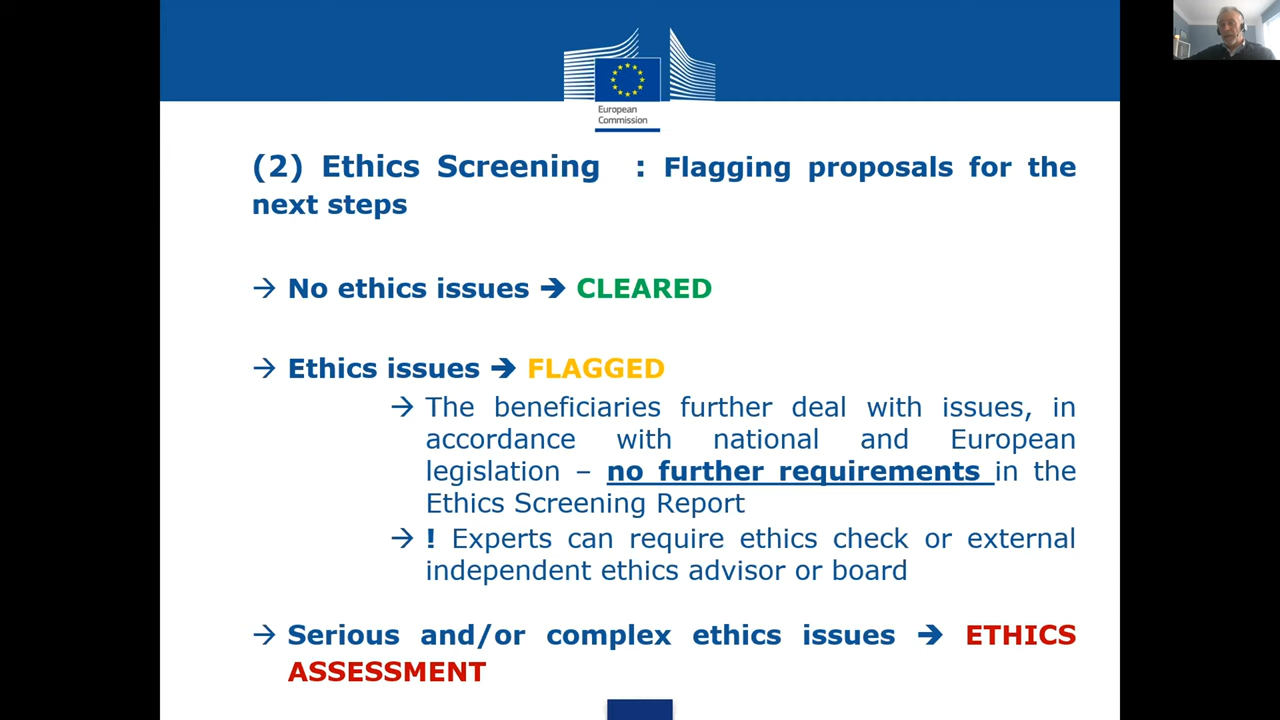 European
Commission
(2) Ethics Screening : Flagging proposals for the
next steps
→ No ethics issues ➔ CLEARED
→ Ethics issues ➔ FLAGGED
→ The beneficiaries further deal with issues, in
accordance with national and European
legislation – no further requirements in the
Ethics Screening Report
→ ! Experts can require ethics check or external
independent ethics advisor or board
→ Serious and/or complex ethics issues ➔ ETHICS
ASSESSMENT